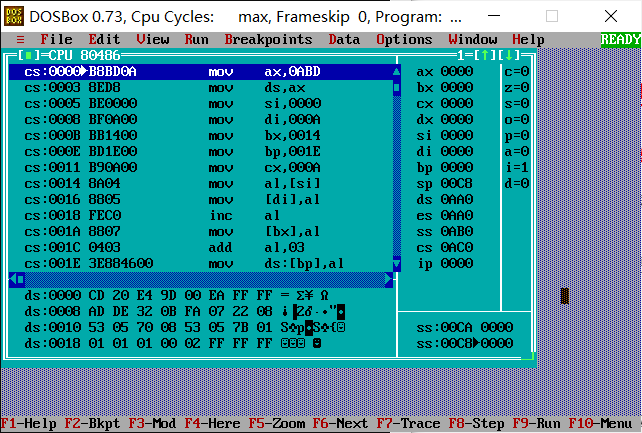 DOSBox 0.73, Cpu Cycles:      max, Frameskip  0, Program:  ...
≡  File  Edit  View  Run  Breakpoints  Data  Options  Window  Help  READY
[■]-CPU 80486 1-[↑][↓]
cs:0000►B8BD0A mov ax,0ABD
cs:0003 8ED8 mov ds,ax
cs:0005 BE0000 mov si,0000
cs:0008 BF0A00 mov di,000A
cs:000B BB1400 mov bx,0014
cs:000E BD1E00 mov bp,001E
cs:0011 B90A00 mov cx,000A
cs:0014 8A04 mov al,[si]
cs:0016 8805 mov [di],al
cs:0018 FEC0 inc al
cs:001A 8807 mov [bx],al
cs:001C 0403 add al,03
cs:001E 3E884600 mov ds:[bp],al
ax 0000 c=0
bx 0000 z=0
cx 0000 s=0
dx 0000 o=0
si 0000 p=0
di 0000 a=0
bp 0000 i=1
sp 00C8 d=0
ds 0AA0
es 0AA0
ss 0AB0
cs 0AC0
ip 0000
ds:0000 CD 20 E4 9D 00 EA FF FF = Σ¥ Ω
ds:0008 AD DE 32 0B FA 07 22 08
ds:0010 53 05 70 08 53 05 7B 01 S♣p◘S♣{☺
ds:0018 01 01 01 00 02 FF FF FF ☺☺☺ ☻
ss:00CA 0000
ss:00C8►0000
F1-Help F2-Bkpt F3-Mod F4-Here F5-Zoom F6-Next F7-Trace F8-Step F9-Run F10-Menu